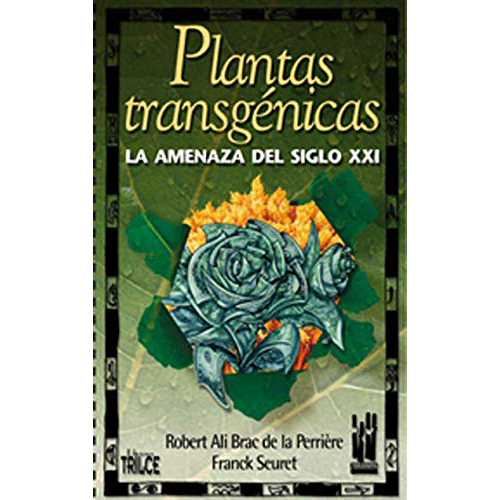 Plantas
transgénicas
LA AMENAZA DEL SIGLO XXI
Robert Ali Brac de la Perrière
Franck Seuret
TRILCE